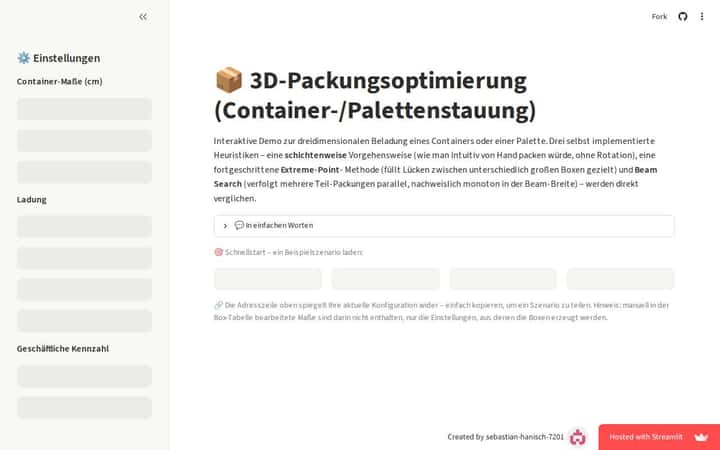 Fork
⚙️ Einstellungen
Container-Maße (cm)
Ladung
Geschäftliche Kennzahl
📦 3D-Packungsoptimierung
(Container-/Palettenstauung)
Interaktive Demo zur dreidimensionalen Beladung eines Containers oder einer Palette. Drei selbst implementierte
Heuristiken – eine schichtenweise Vorgehensweise (wie man intuitiv von Hand packen würde, ohne Rotation), eine
fortgeschrittene Extreme-Point- Methode (füllt Lücken zwischen unterschiedlich großen Boxen gezielt) und Beam
Search (verfolgt mehrere Teil-Packungen parallel, nachweislich monoton in der Beam-Breite) – werden direkt
verglichen.
💬 In einfachen Worten
🎯 Schnellstart – ein Beispielszenario laden:
🔗 Die Adresszeile oben spiegelt Ihre aktuelle Konfiguration wider – einfach kopieren, um ein Szenario zu teilen. Hinweis: manuell in der
Box-Tabelle bearbeitete Maße sind darin nicht enthalten, nur die Einstellungen, aus denen die Boxen erzeugt werden.
Created by sebastian-hanisch-7201
Hosted with Streamlit